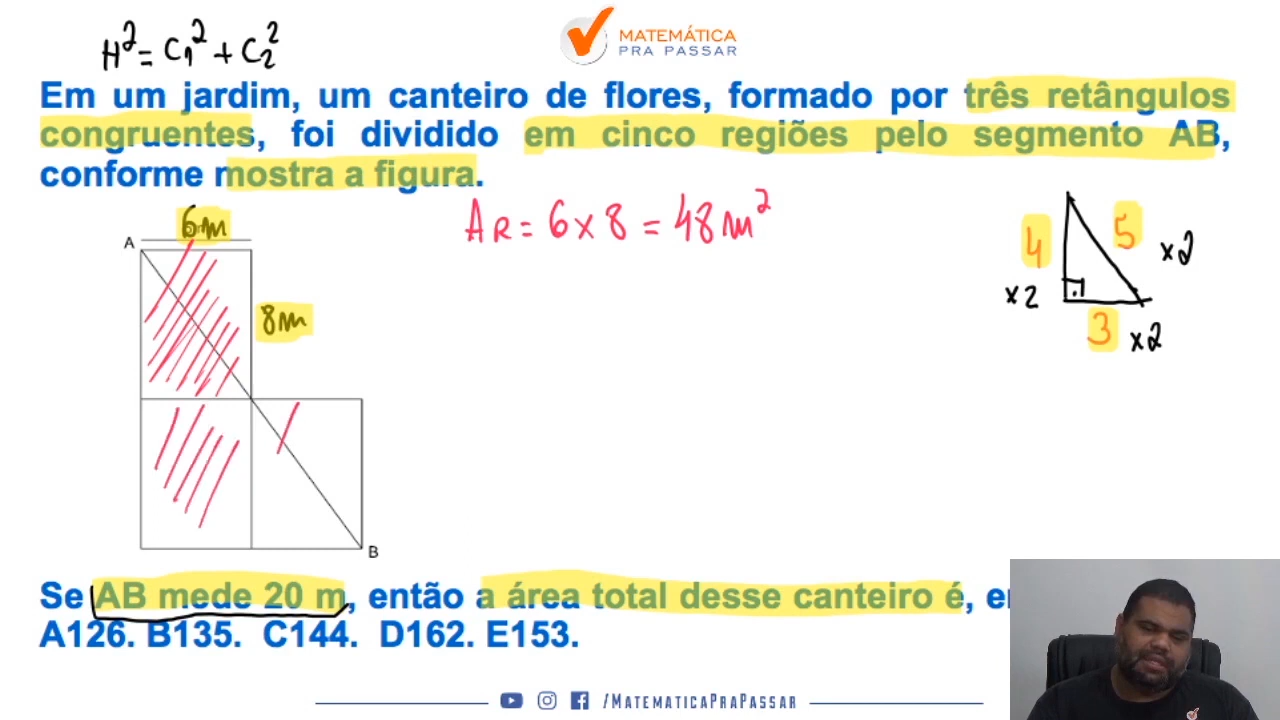 H² = C₁² + C₂²
MATEMÁTICA
PRA PASSAR
Em um jardim, um canteiro de flores, formado por três retângulos
congruentes, foi dividido em cinco regiões pelo segmento AB,
conforme mostra a figura.
6m
A
AR = 6 x 8 = 48 m²
4
5
x2
8m
x2
3
x2
B
Se AB mede 20 m, então a área total desse canteiro é,
A126. B135. C144. D162. E153.
/MATEMATICAPRAPASSAR